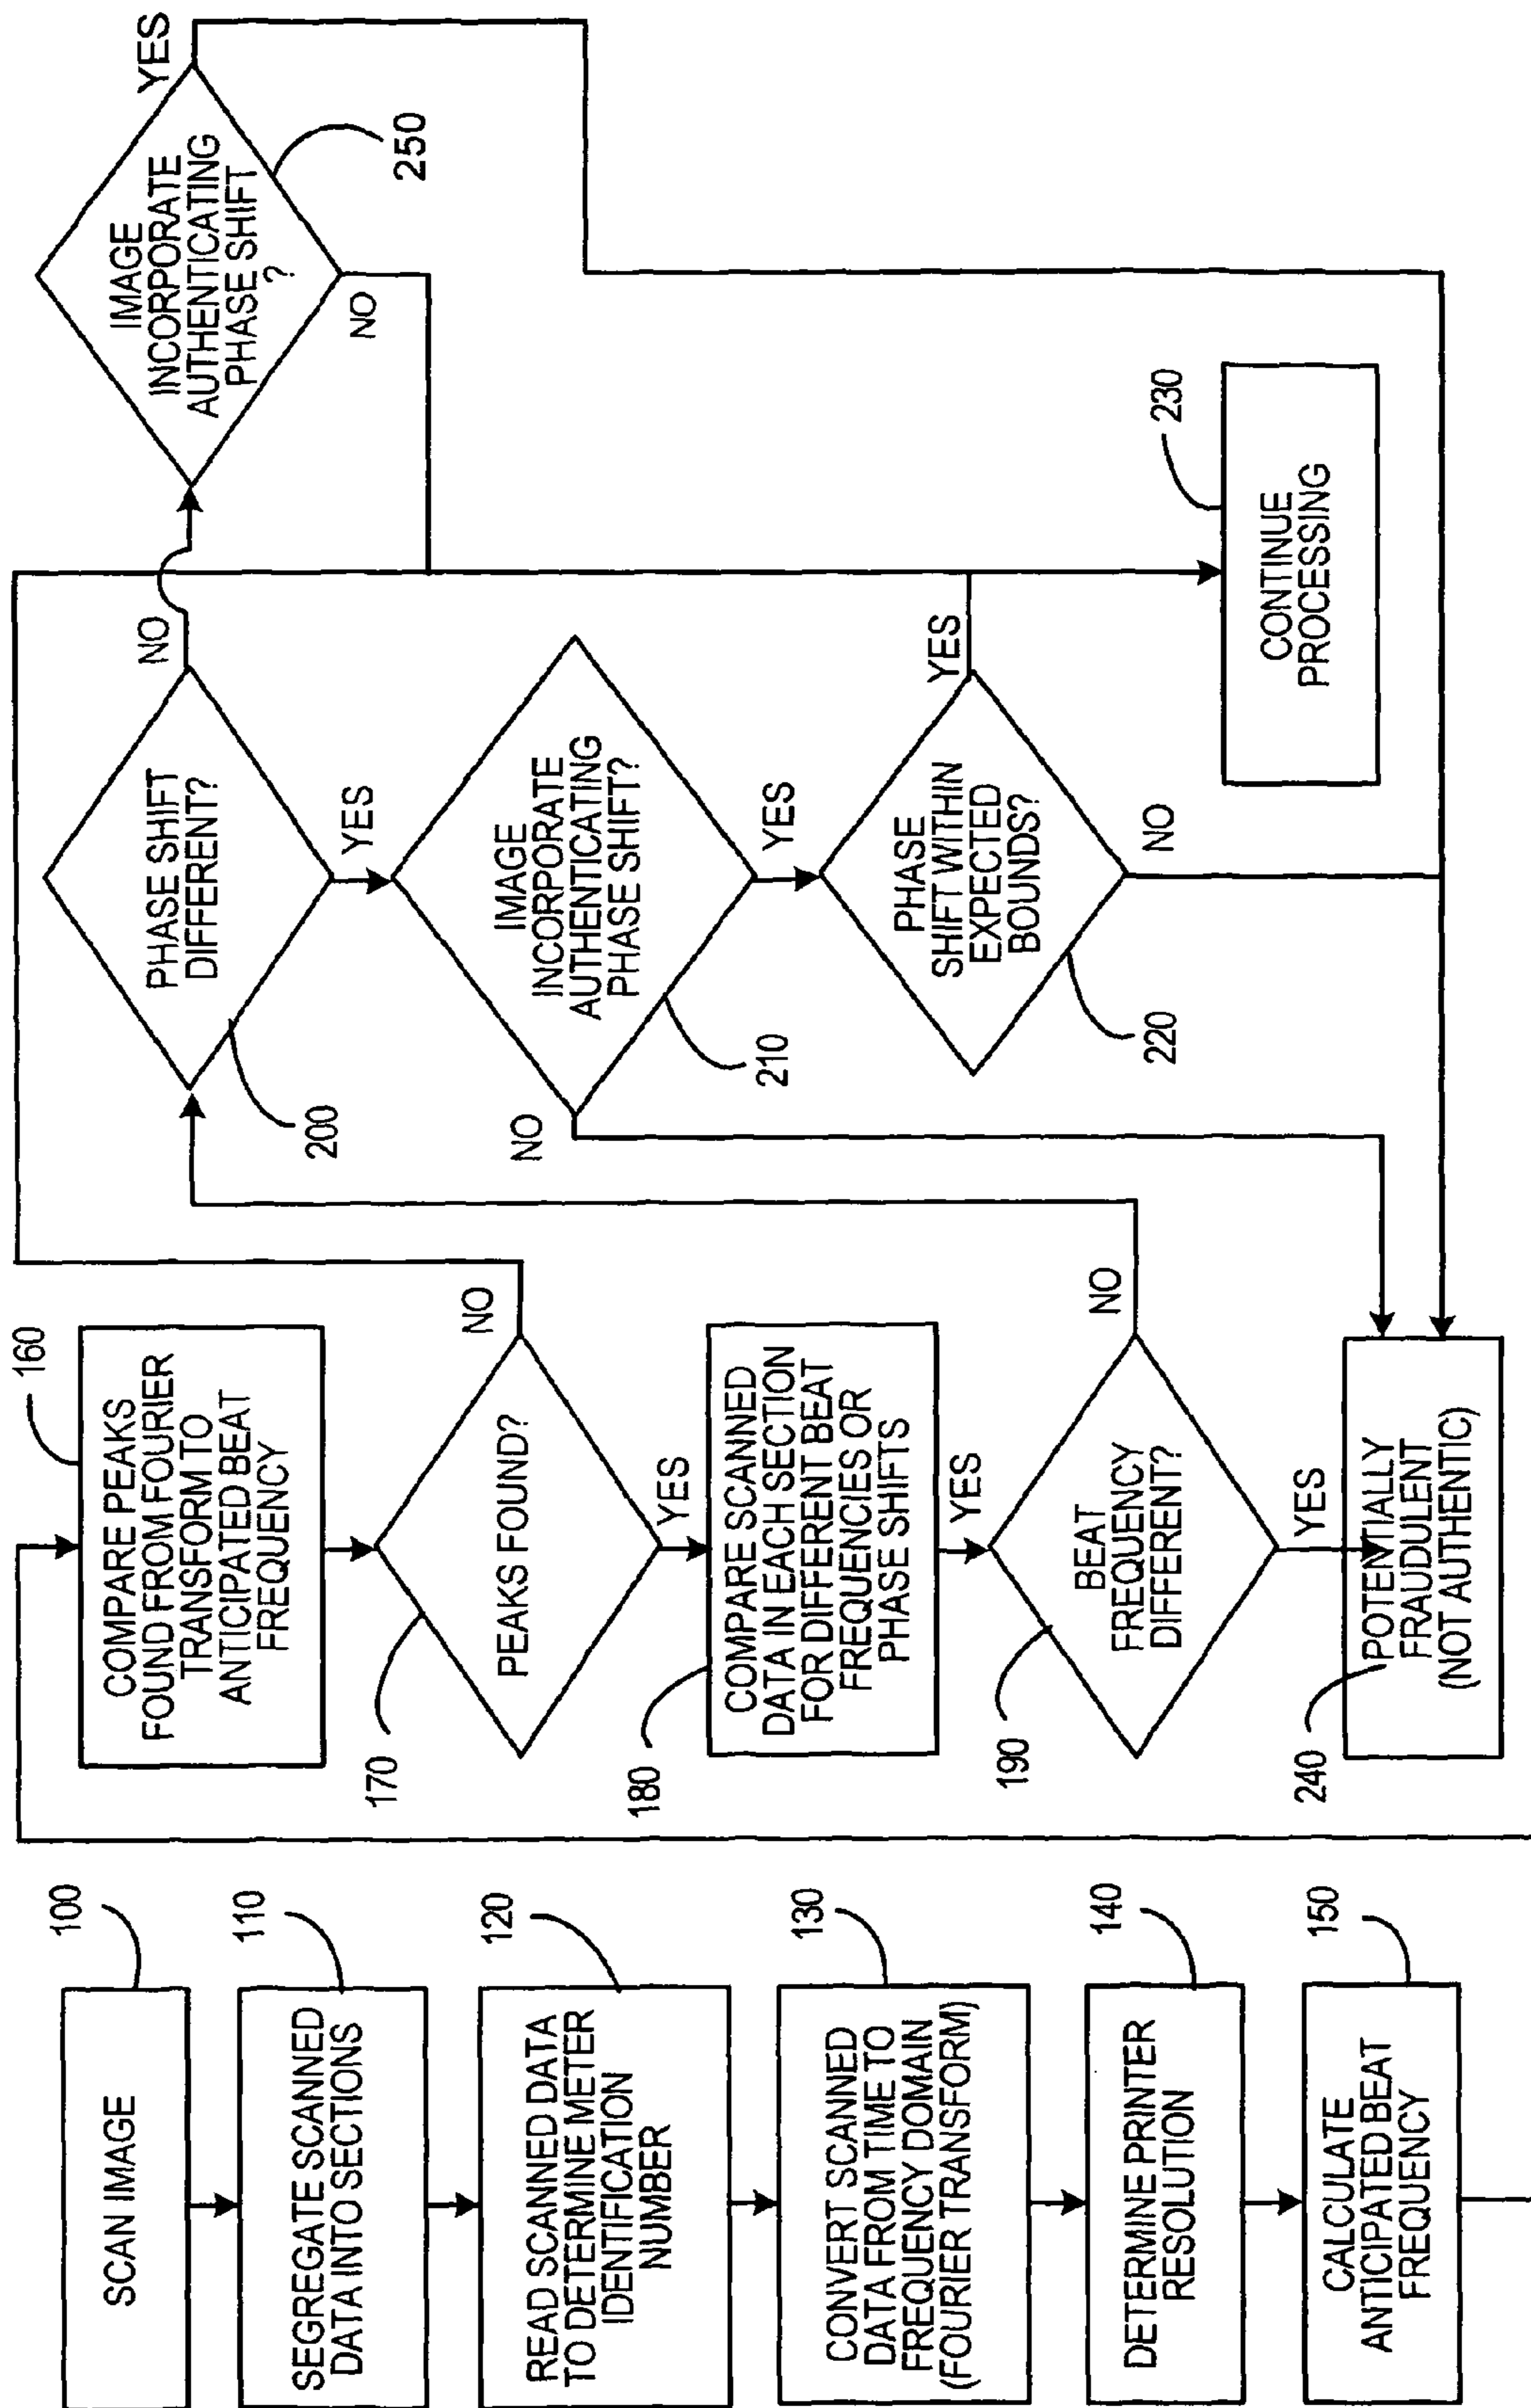 100
SCAN IMAGE
110
SEGREGATE SCANNED
DATA INTO SECTIONS
120
READ SCANNED DATA
TO DETERMINE METER
IDENTIFICATION
NUMBER
130
CONVERT SCANNED
DATA FROM TIME TO
FREQUENCY DOMAIN
(FOURIER TRANSFORM)
140
DETERMINE PRINTER
RESOLUTION
150
CALCULATE
ANTICIPATED BEAT
FREQUENCY
160
COMPARE PEAKS
FOUND FROM FOURIER
TRANSFORM TO
ANTICIPATED BEAT
FREQUENCY
170
PEAKS FOUND?
NO
YES
180
COMPARE SCANNED
DATA IN EACH SECTION
FOR DIFFERENT BEAT
FREQUENCIES OR
PHASE SHIFTS
YES
190
BEAT
FREQUENCY
DIFFERENT?
NO
YES
240
POTENTIALLY
FRAUDULENT
(NOT AUTHENTIC)
200
PHASE SHIFT
DIFFERENT?
NO
YES
210
IMAGE
INCORPORATE
AUTHENTICATING
PHASE SHIFT?
NO
YES
220
PHASE
SHIFT WITHIN
EXPECTED
BOUNDS?
YES
NO
230
CONTINUE
PROCESSING
250
IMAGE
INCORPORATE
AUTHENTICATING
PHASE SHIFT
?
YES
NO